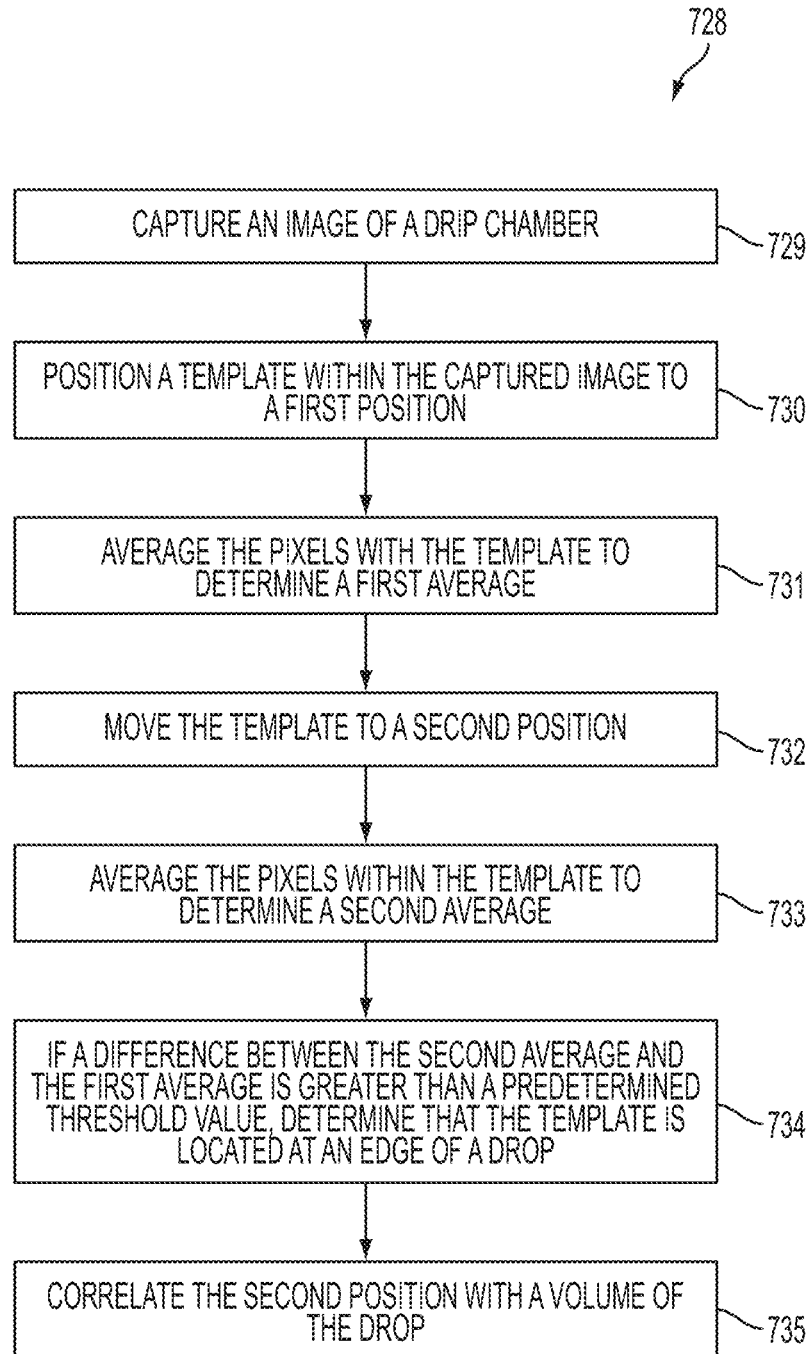 728
CAPTURE AN IMAGE OF A DRIP CHAMBER
729
POSITION A TEMPLATE WITHIN THE CAPTURED IMAGE TO
A FIRST POSITION
730
AVERAGE THE PIXELS WITH THE TEMPLATE TO
DETERMINE A FIRST AVERAGE
731
MOVE THE TEMPLATE TO A SECOND POSITION
732
AVERAGE THE PIXELS WITHIN THE TEMPLATE TO
DETERMINE A SECOND AVERAGE
733
IF A DIFFERENCE BETWEEN THE SECOND AVERAGE AND
THE FIRST AVERAGE IS GREATER THAN A PREDETERMINED
THRESHOLD VALUE, DETERMINE THAT THE TEMPLATE IS
LOCATED AT AN EDGE OF A DROP
734
CORRELATE THE SECOND POSITION WITH A VOLUME OF
THE DROP
735